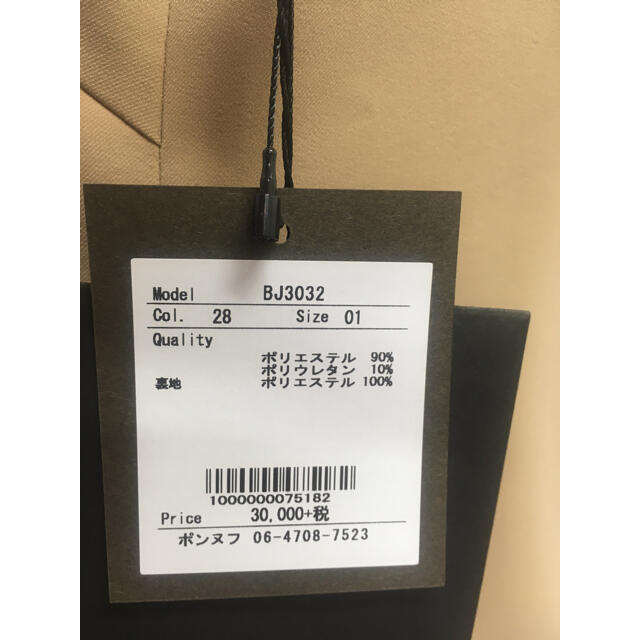 Model BJ3032
Col. 28 Size 01
Quality
ポリエステル 90%
ポリウレタン 10%
裏地 ポリエステル 100%
1000000075182
Price 30,000+税
ボンヌフ 06-4708-7523